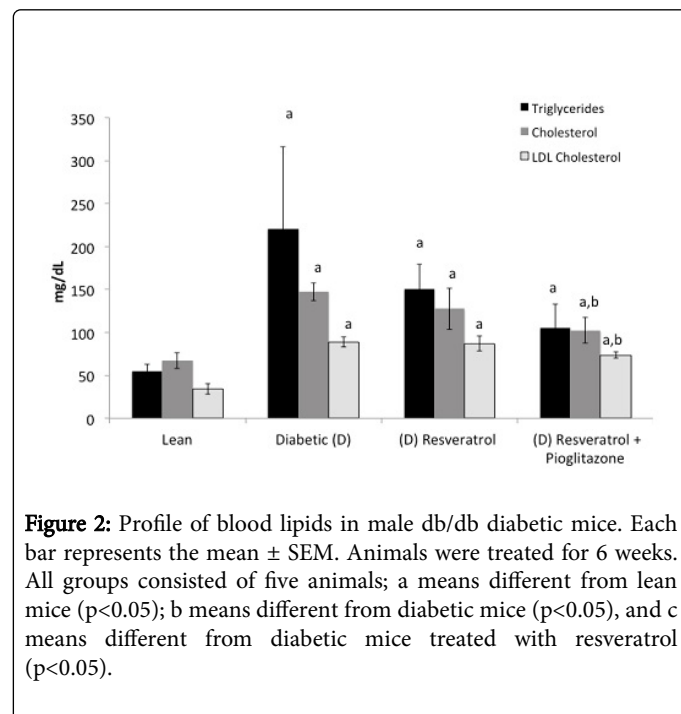 350
300
250
200
150
100
50
0
mg/dL
Triglycerides
Cholesterol
LDL Cholesterol
a
a
a
a
a
a
a
a,b
a,b
Lean
Diabetic (D)
(D) Resveratrol
(D) Resveratrol +
Pioglitazone
Figure 2: Profile of blood lipids in male db/db diabetic mice. Each
bar represents the mean ± SEM. Animals were treated for 6 weeks.
All groups consisted of five animals; a means different from lean
mice (p<0.05); b means different from diabetic mice (p<0.05), and c
means different from diabetic mice treated with resveratrol
(p<0.05).